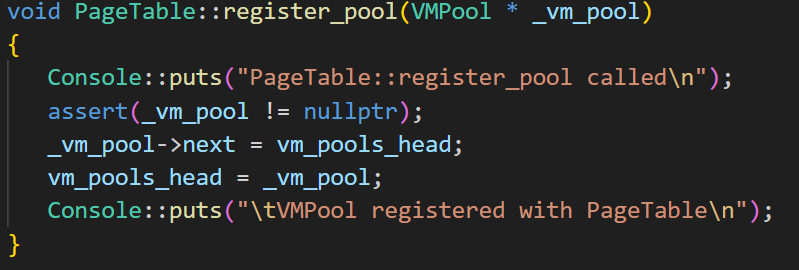 void PageTable::register_pool(VMPool * _vm_pool)
{
Console::puts("PageTable::register_pool called\n");
assert(_vm_pool != nullptr);
_vm_pool->next = vm_pools_head;
vm_pools_head = _vm_pool;
Console::puts("\tVMPool registered with PageTable\n");
}